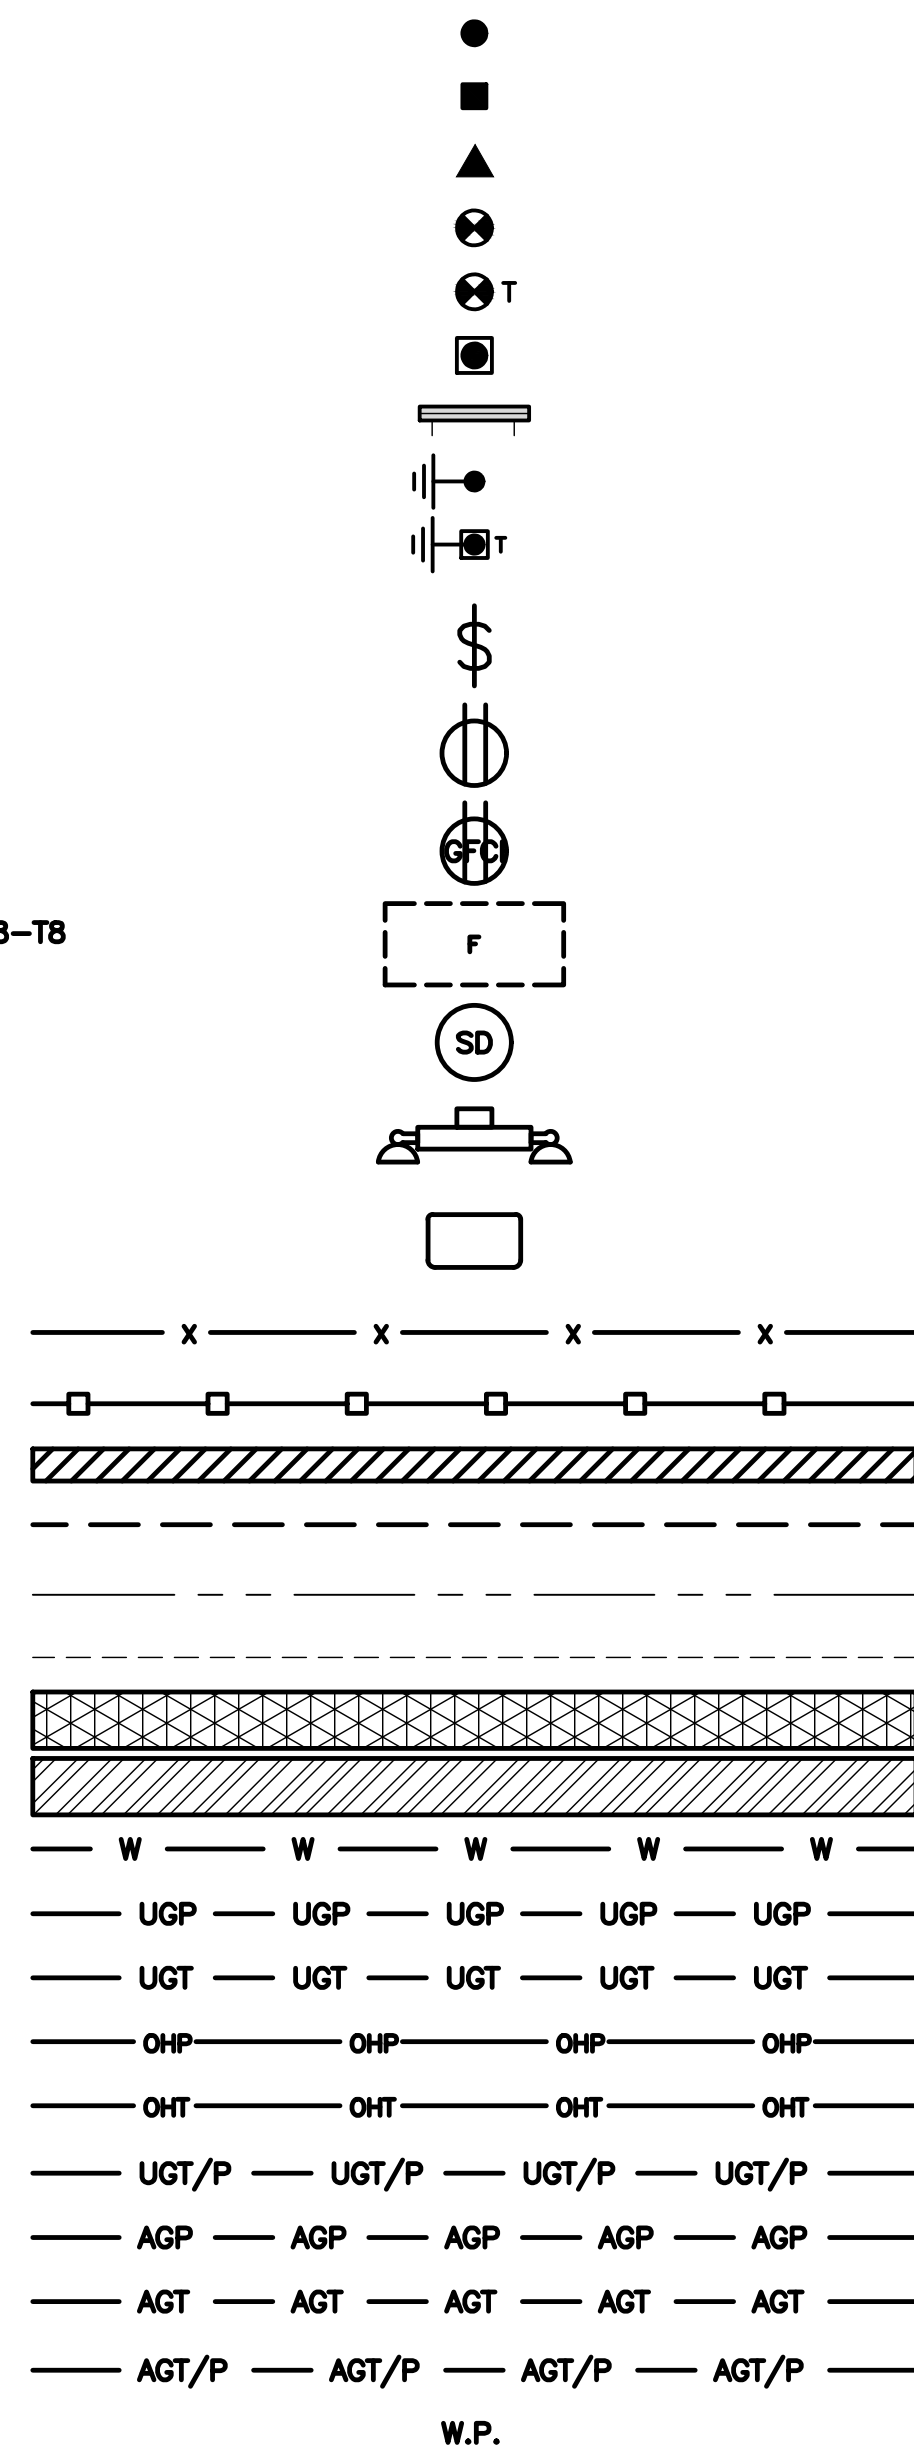 T
T
$
GFCI
8-T8
F
SD
X X X X
W W W W W
UGP UGP UGP UGP UGP
UGT UGT UGT UGT UGT
OHP OHP OHP OHP
OHT OHT OHT OHT
UGT/P UGT/P UGT/P UGT/P
AGP AGP AGP AGP AGP
AGT AGT AGT AGT AGT
AGT/P AGT/P AGT/P AGT/P
W.P.